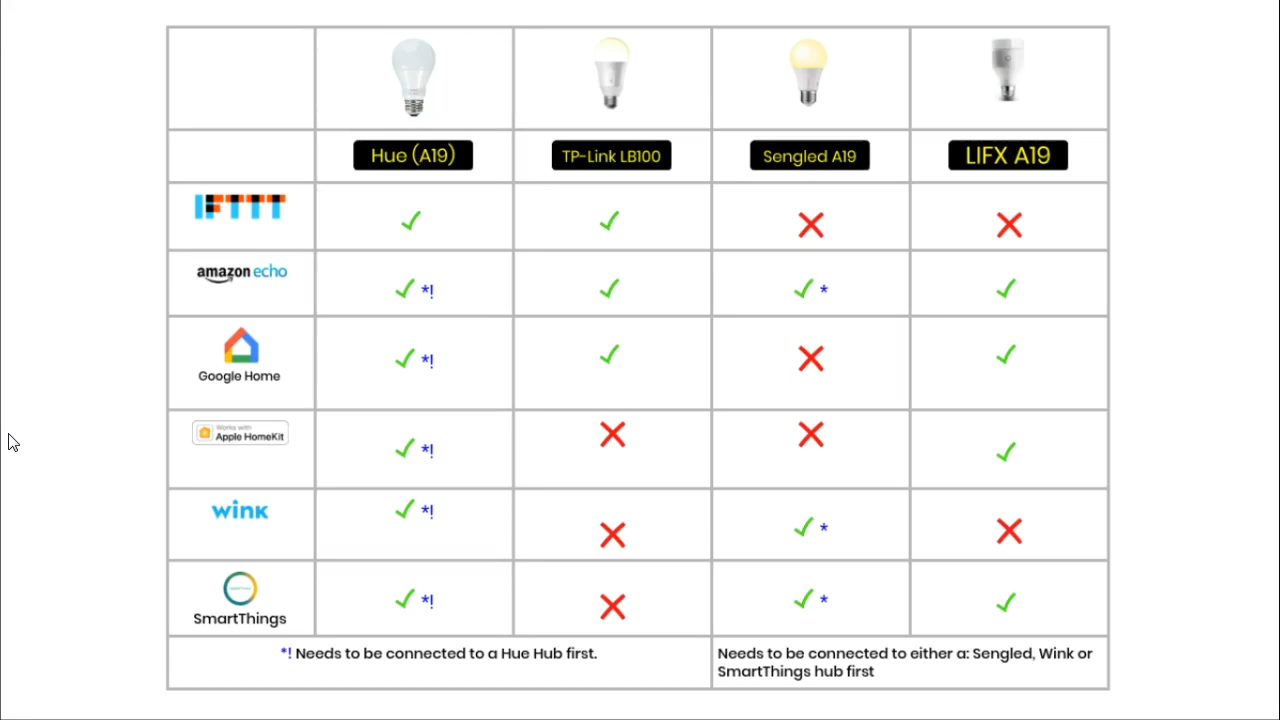 Hue (A19)
TP-Link LB100
Sengled A19
LIFX A19
IFTTT
amazon echo
*!
*
Google Home
*!
Works with
Apple HomeKit
*!
wink
*!
*
SmartThings
*!
*
*! Needs to be connected to a Hue Hub first.
Needs to be connected to either a: Sengled, Wink or
SmartThings hub first